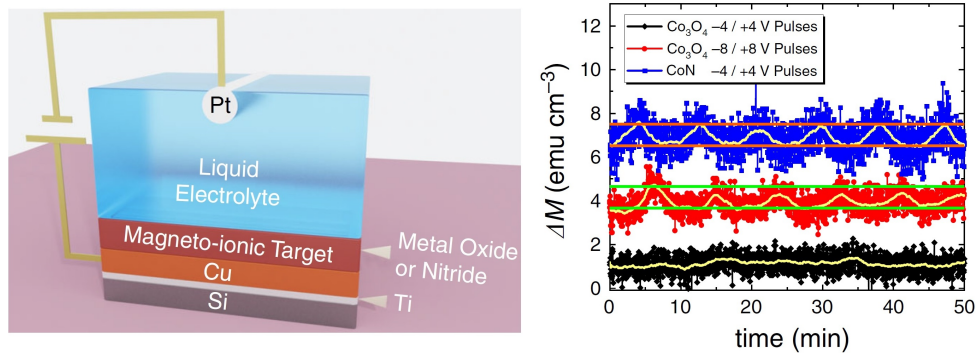 Pt
Liquid
Electrolyte
Magneto-ionic Target
Metal Oxide
or Nitride
Cu
Ti
Si
Co₃O₄ −4 / +4 V Pulses
Co₃O₄ −8 / +8 V Pulses
CoN −4 / +4 V Pulses
ΔM (emu cm⁻³)
12
10
8
6
4
2
0
0 10 20 30 40 50
time (min)